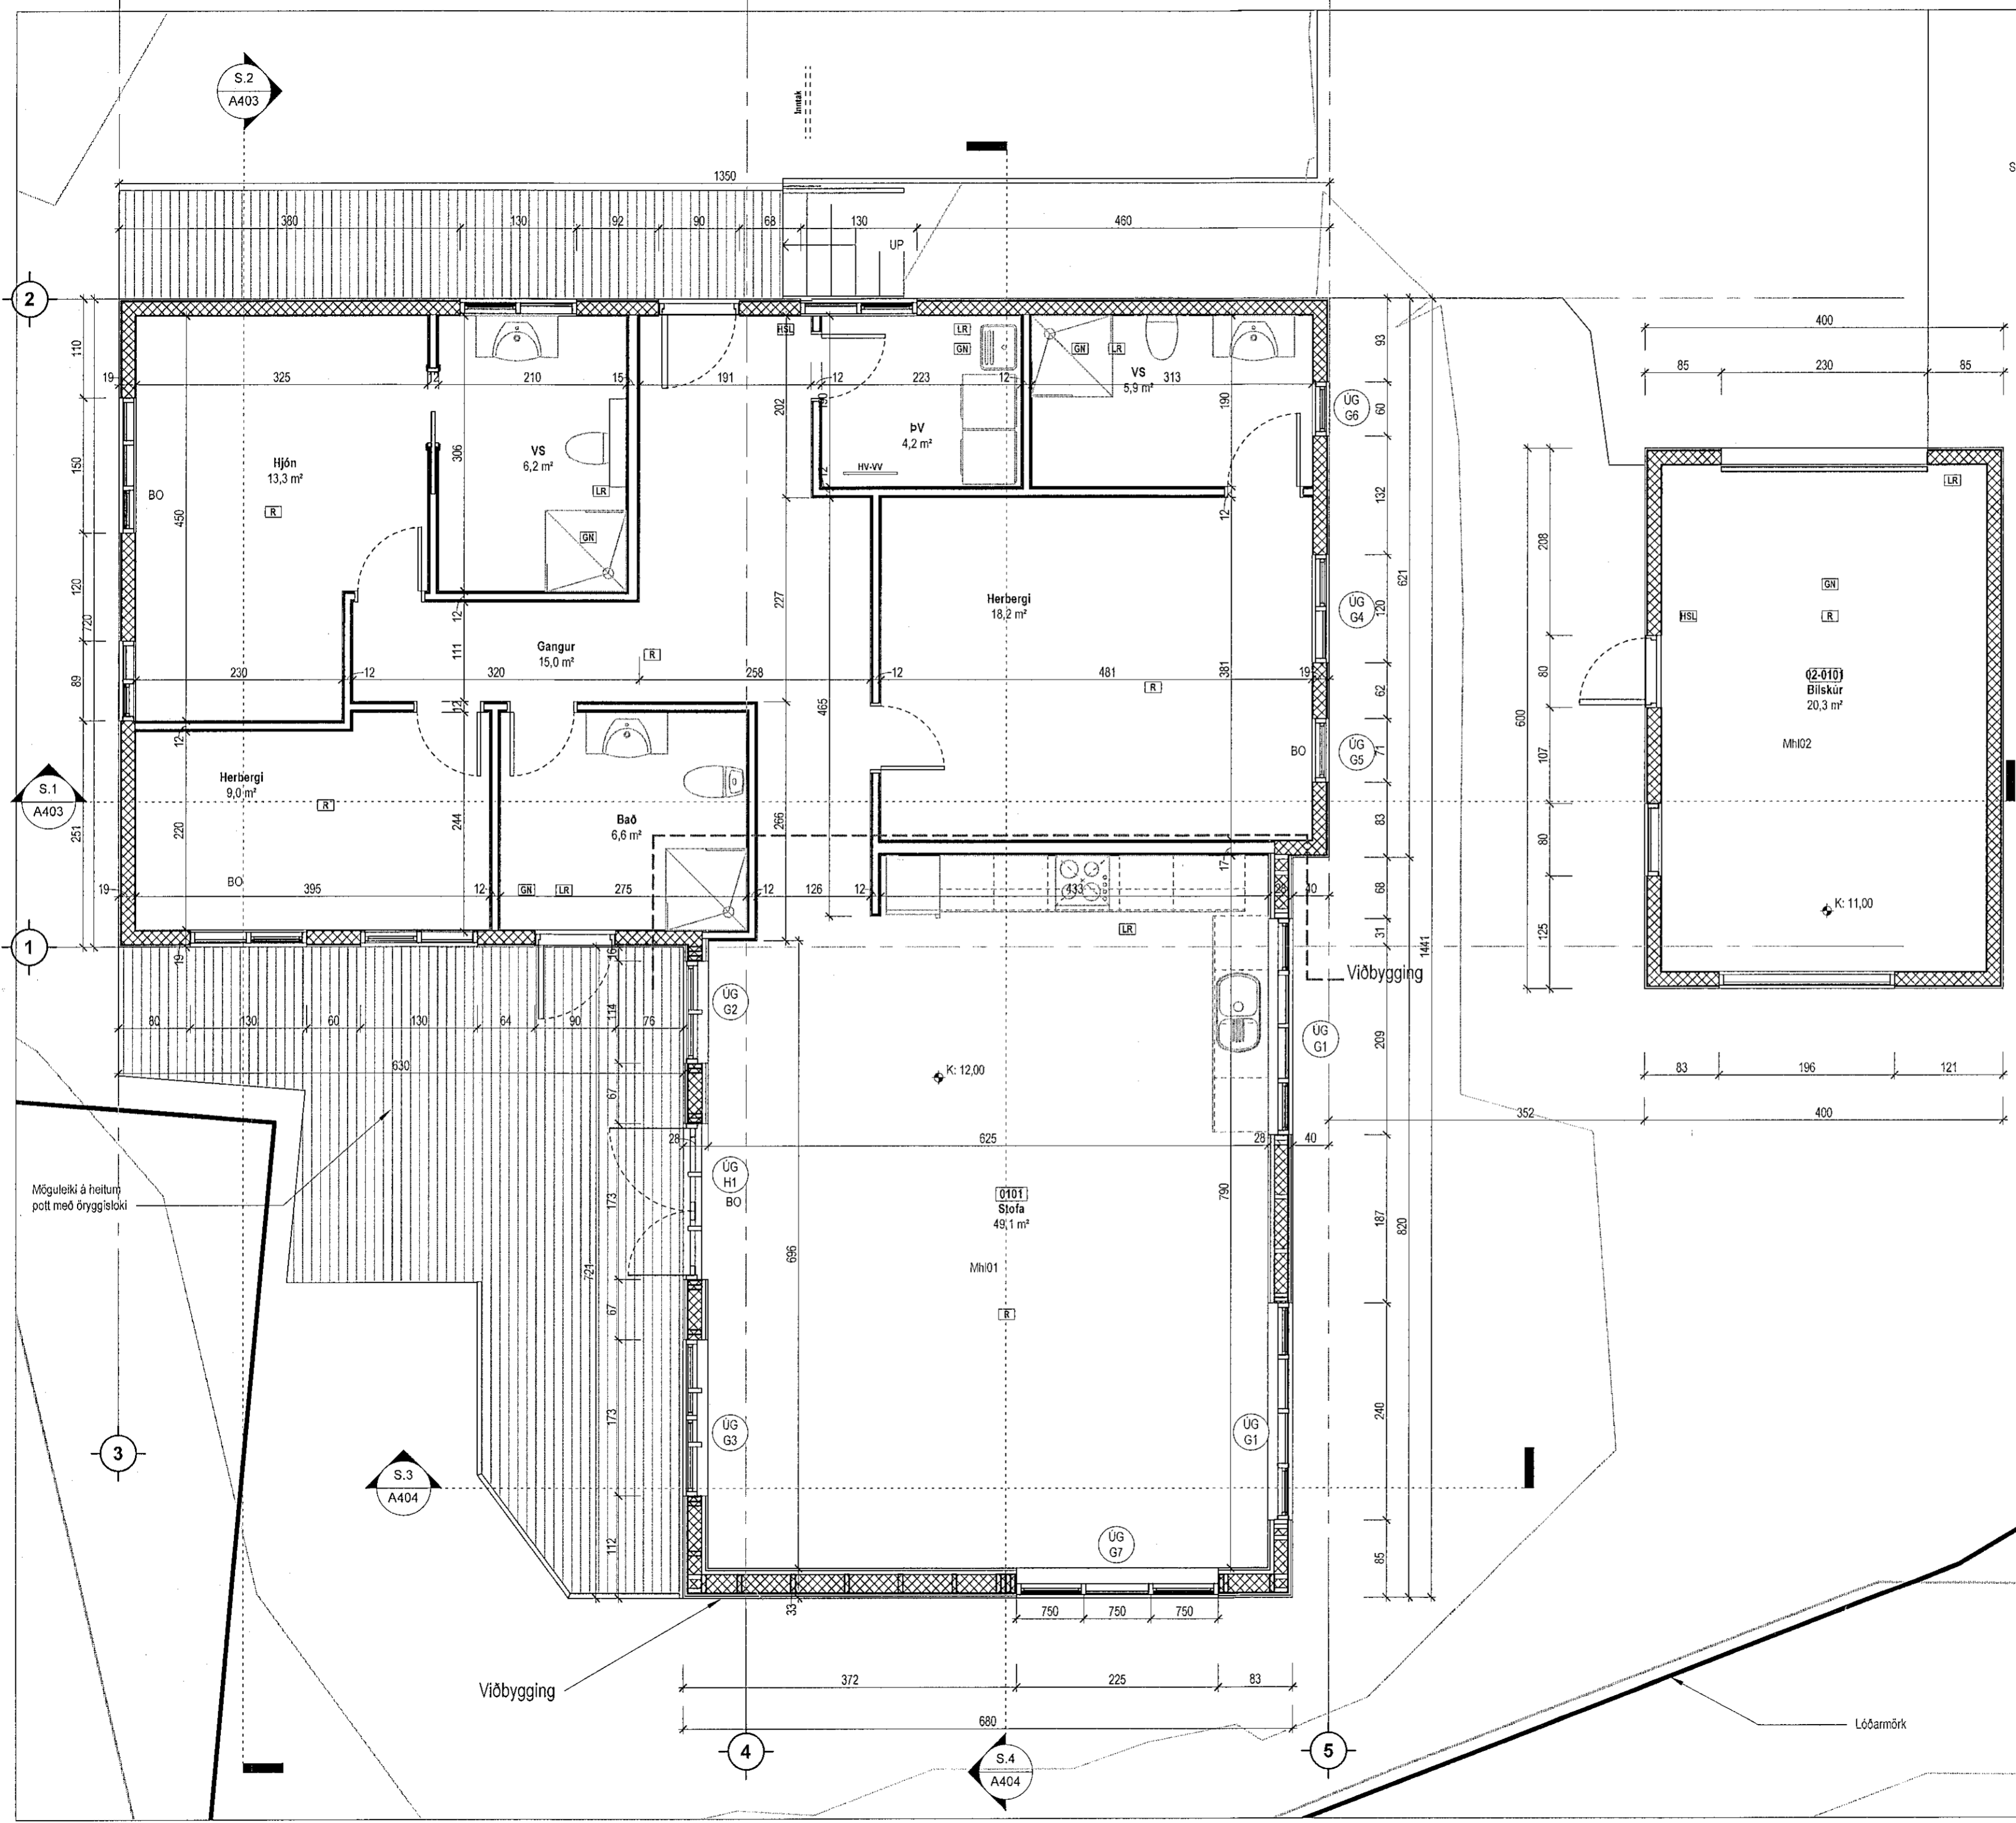 S.2
A403
Inntak
1350
380 130 92 90 68 130 460
UP
2
400
85 230 85
HSL
LR
GN
GN
LR
VS
5,9 m²
19 325 12 210 15 191 12 223 12 313
110
150
120
720
89
251
202
190
190
12
12
93
60
132
120
62
71
83
68
31
621
1441
ÚG
G6
ÞV
4,2 m²
HV-VV
Hjón
13,3 m²
BO
R
450
306
VS
6,2 m²
LR
GN
12
111
12
227
Herbergi
18,2 m²
ÚG
G4
Gangur
15,0 m²
R
230 12 320 258 12 481 381 19
R
465
BO
ÚG
G5
LR
208
GN
HSL
R
80
600
02-0101
Bílskúr
20,3 m²
107
Mhl02
80
125
K: 11,00
S.1
A403
12
Herbergi
9,0 m²
R
220
244
Bað
6,6 m²
266
17
BO
19 395 12 GN LR 275 12 126 12 433 28 40
LR
1
19
16
Viðbygging
ÚG
G2
ÚG
G1
114
209
80 130 60 130 64 90 76
630
K: 12,00
83 196 121
67
352 400
28 625 28 40
Möguleiki á heitum
pott með öryggisloki
ÚG
H1
BO
173
0101
Stofa
49,1 m²
790
187
820
696
721
Mhl01
67
R
240
173
ÚG
G3
ÚG
G1
3
S.3
A404
112
ÚG
G7
85
33
750 750 750
Viðbygging
372 225 83
680
Lóðarmörk
4
S.4
A404
5